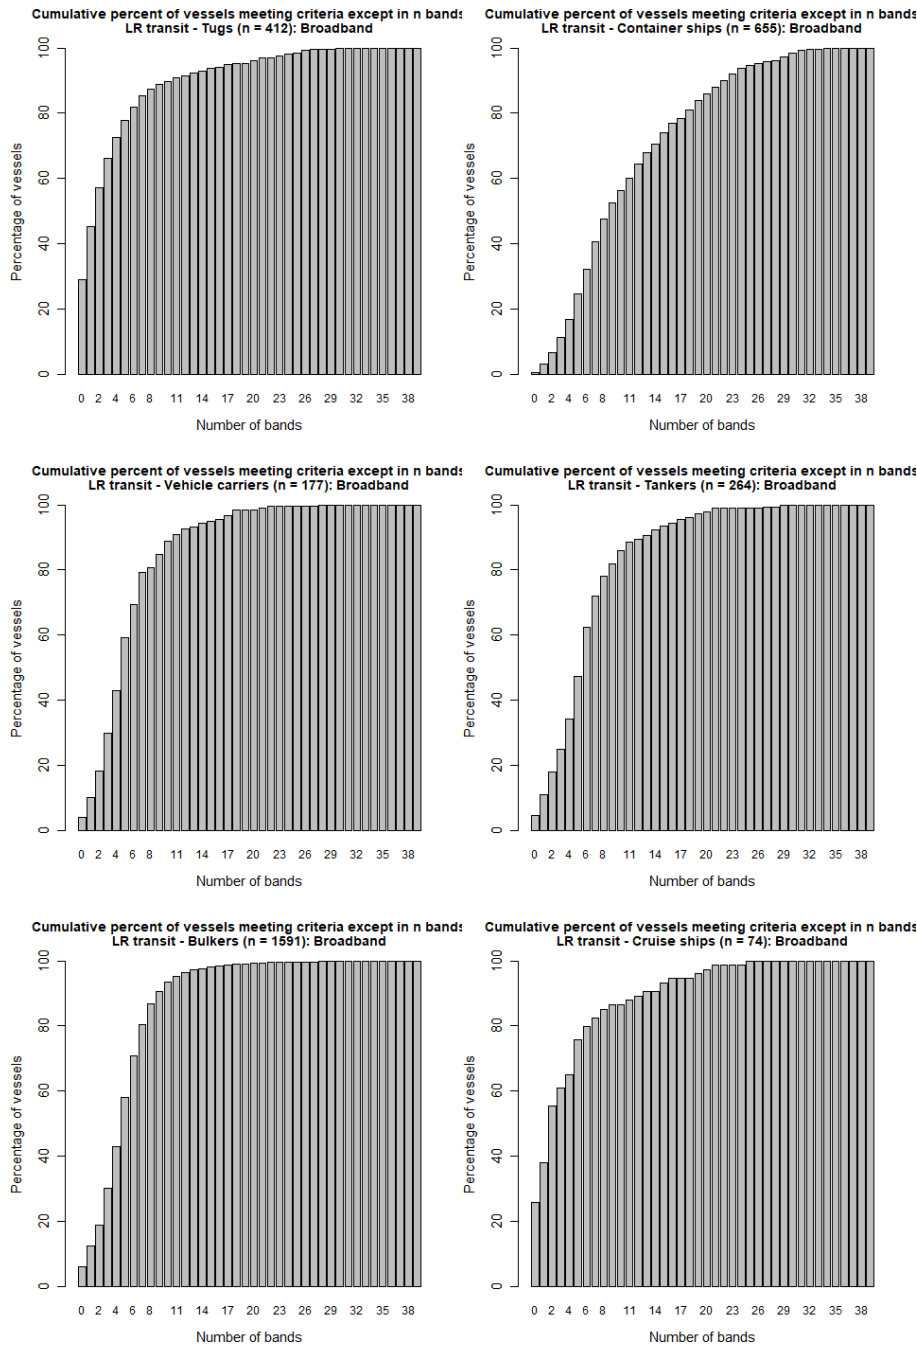 Cumulative percent of vessels meeting criteria except in n bands
LR transit - Tugs (n = 412): Broadband
Percentage of vessels
0 20 40 60 80 100
0 2 4 6 8 11 14 17 20 23 26 29 32 35 38
Number of bands
Cumulative percent of vessels meeting criteria except in n bands
LR transit - Container ships (n = 655): Broadband
Percentage of vessels
0 20 40 60 80 100
0 2 4 6 8 11 14 17 20 23 26 29 32 35 38
Number of bands
Cumulative percent of vessels meeting criteria except in n bands
LR transit - Vehicle carriers (n = 177): Broadband
Percentage of vessels
0 20 40 60 80 100
0 2 4 6 8 11 14 17 20 23 26 29 32 35 38
Number of bands
Cumulative percent of vessels meeting criteria except in n bands
LR transit - Tankers (n = 264): Broadband
Percentage of vessels
0 20 40 60 80 100
0 2 4 6 8 11 14 17 20 23 26 29 32 35 38
Number of bands
Cumulative percent of vessels meeting criteria except in n bands
LR transit - Bulkers (n = 1591): Broadband
Percentage of vessels
0 20 40 60 80 100
0 2 4 6 8 11 14 17 20 23 26 29 32 35 38
Number of bands
Cumulative percent of vessels meeting criteria except in n bands
LR transit - Cruise ships (n = 74): Broadband
Percentage of vessels
0 20 40 60 80 100
0 2 4 6 8 11 14 17 20 23 26 29 32 35 38
Number of bands